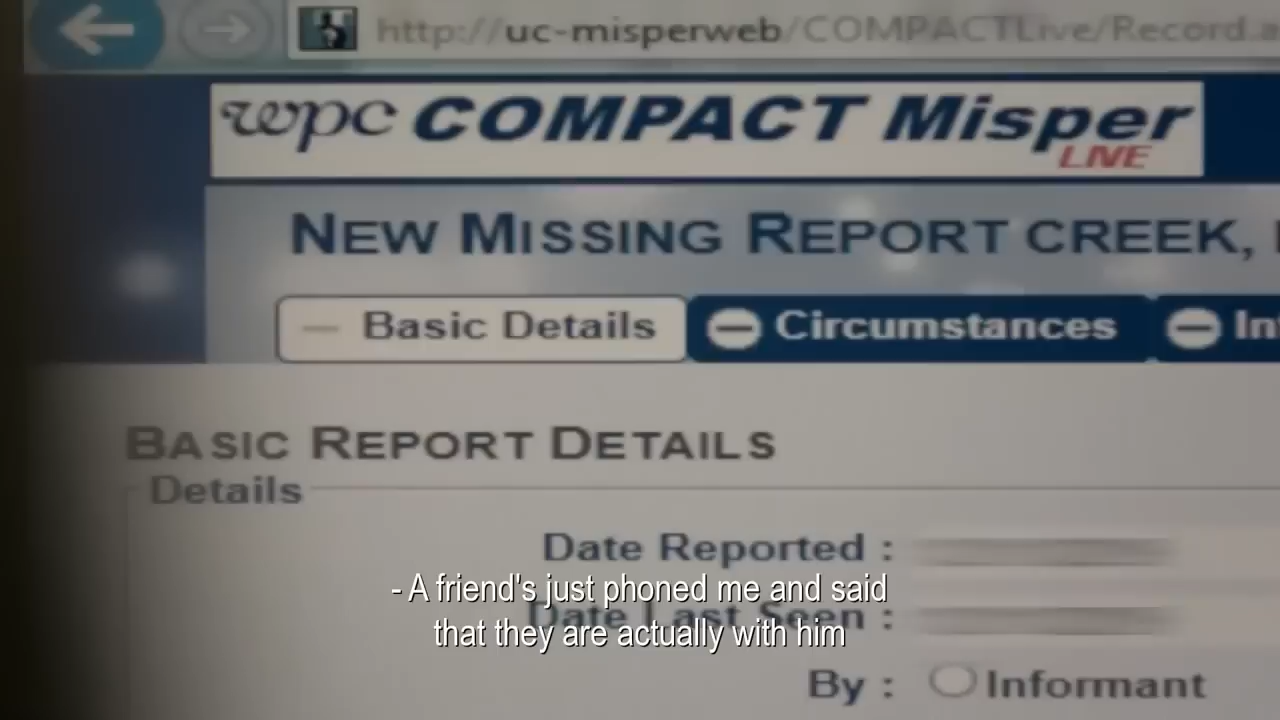 http://uc-misperweb/COMPACTLive/Record.a
wpc COMPACT Misper
LIVE
NEW MISSING REPORT CREEK,
Basic Details
Circumstances
BASIC REPORT DETAILS
Details
Date Reported :
- A friend's just phoned me and said
Date Last Seen :
that they are actually with him
By :
Informant